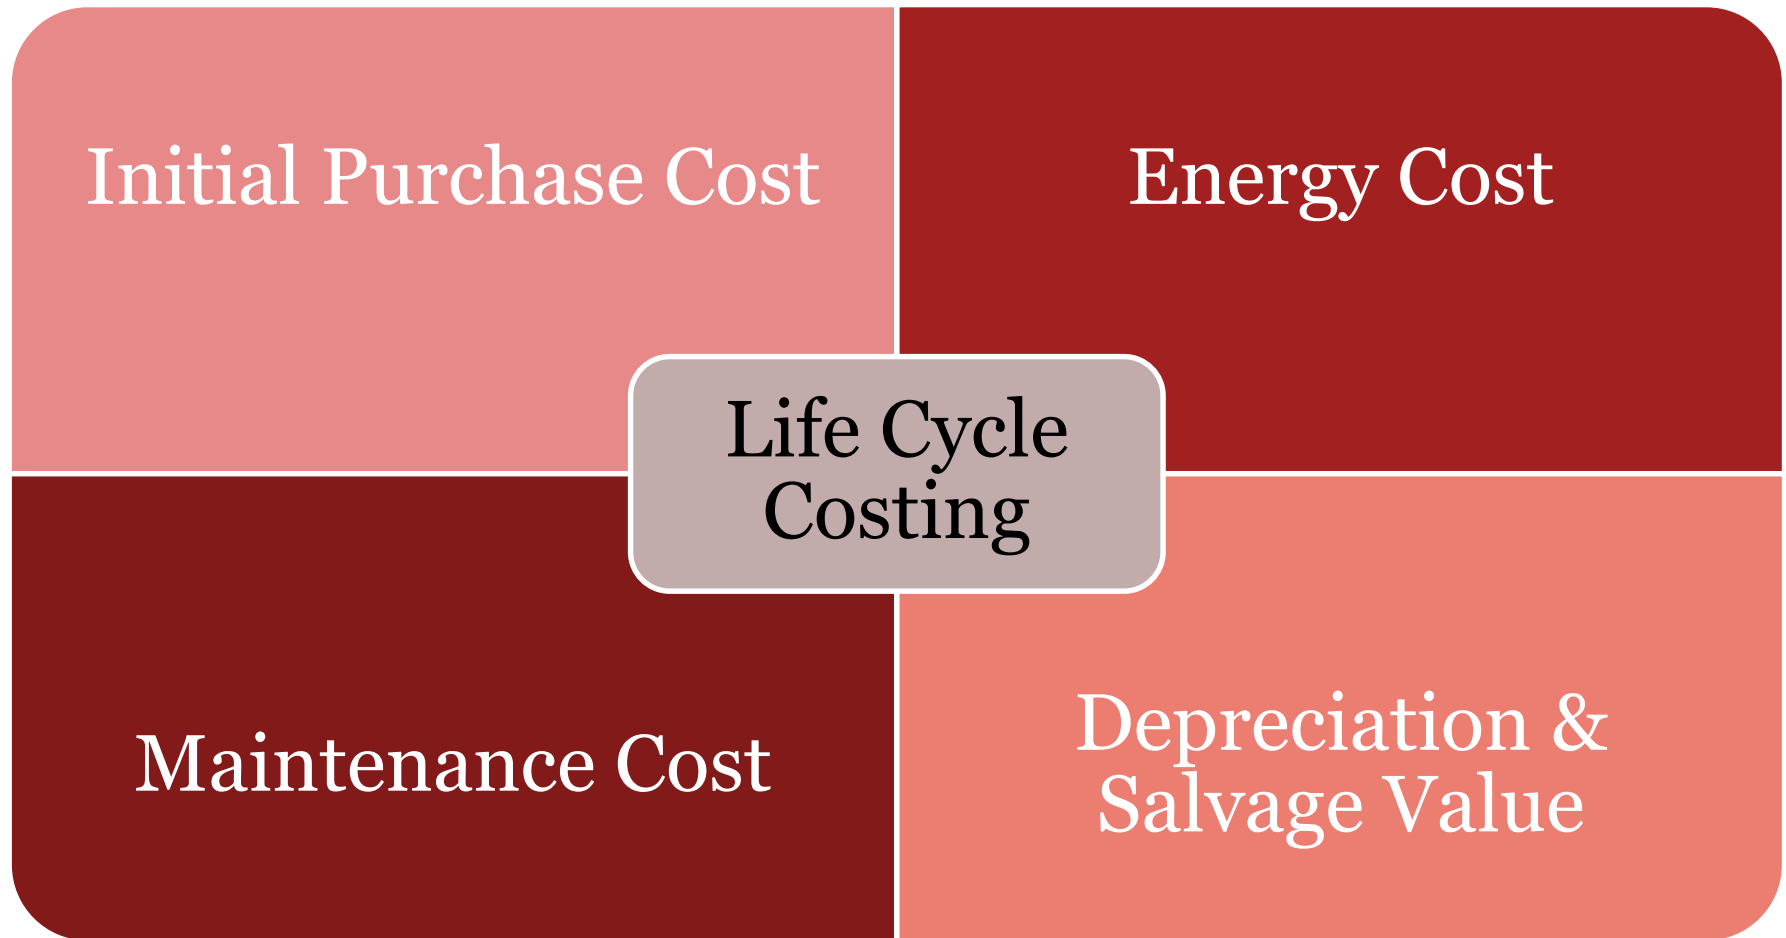 Initial Purchase Cost
Energy Cost
Life Cycle
Costing
Maintenance Cost
Depreciation &
Salvage Value